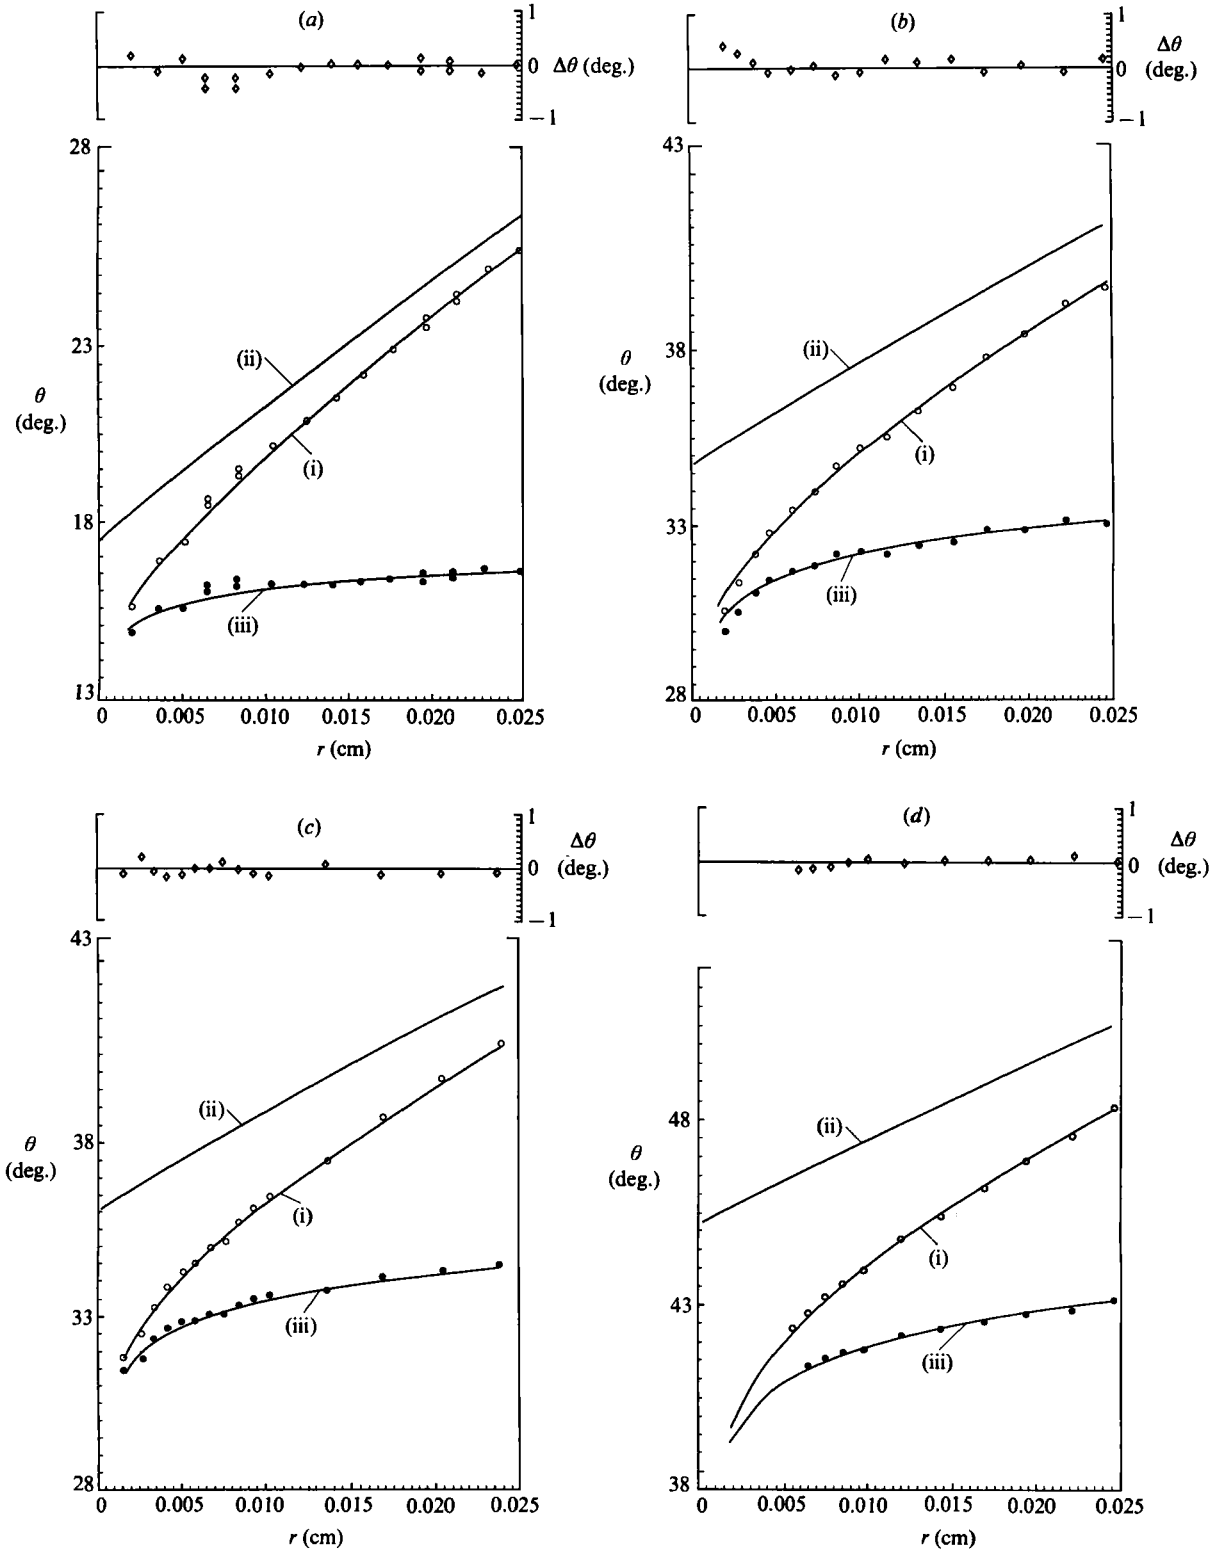 (a)
1
0
Δθ (deg.)
−1
28
23
18
13
θ
(deg.)
(ii)
(i)
(iii)
0 0.005 0.010 0.015 0.020 0.025
r (cm)
(b)
1
0
Δθ
(deg.)
−1
43
38
33
28
θ
(deg.)
(ii)
(i)
(iii)
0 0.005 0.010 0.015 0.020 0.025
r (cm)
(c)
1
0
Δθ
(deg.)
−1
43
38
33
28
θ
(deg.)
(ii)
(i)
(iii)
0 0.005 0.010 0.015 0.020 0.025
r (cm)
(d)
1
0
Δθ
(deg.)
−1
48
43
38
θ
(deg.)
(ii)
(i)
(iii)
0 0.005 0.010 0.015 0.020 0.025
r (cm)